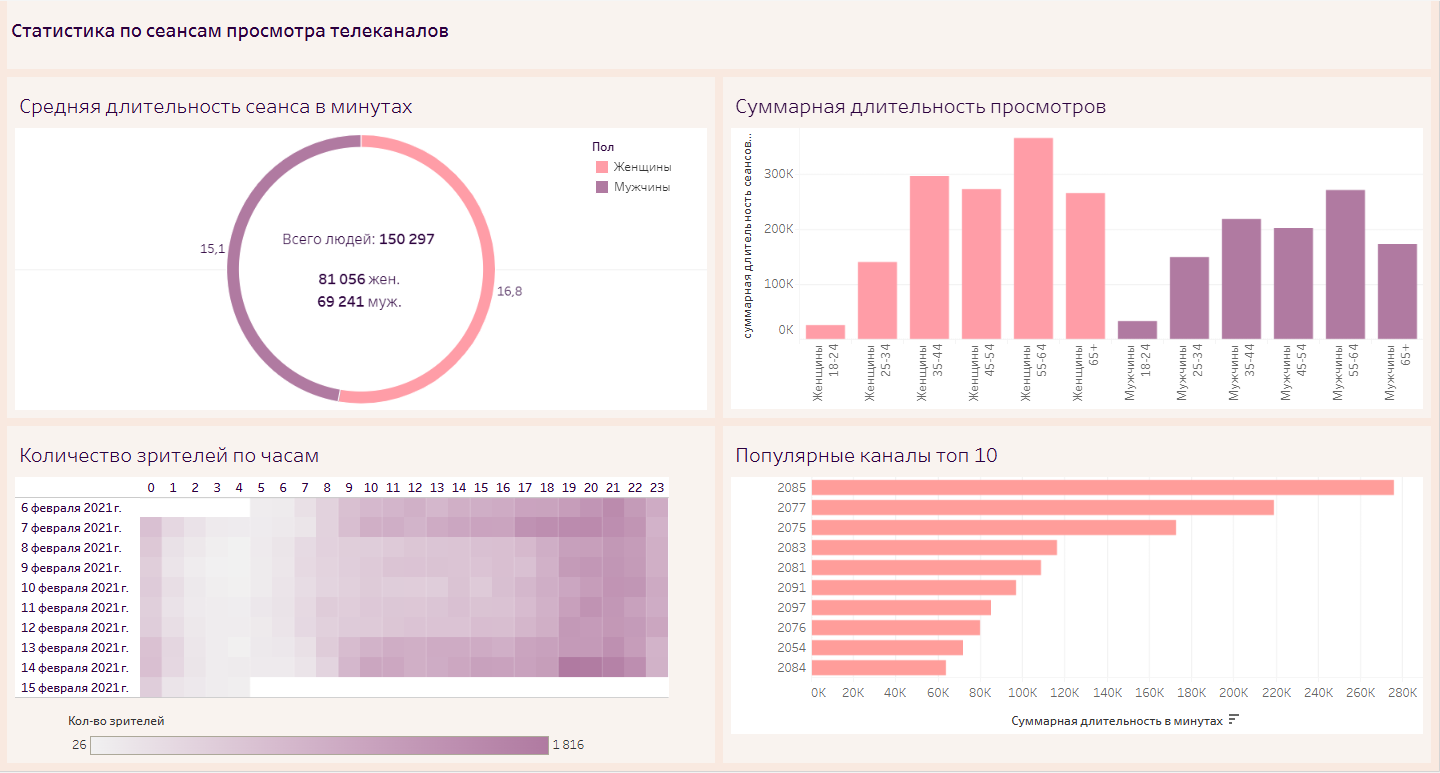 Статистика по сеансам просмотра телеканалов
Средняя длительность сеанса в минутах
Пол
Женщины
Мужчины
15,1
Всего людей: 150 297
81 056 жен.
69 241 муж.
16,8
Суммарная длительность просмотров
суммарная длительность сеансов...
300K
200K
100K
0K
Женщины 18-24
Женщины 25-34
Женщины 35-44
Женщины 45-54
Женщины 55-64
Женщины 65+
Мужчины 18-24
Мужчины 25-34
Мужчины 35-44
Мужчины 45-54
Мужчины 55-64
Мужчины 65+
Количество зрителей по часам
0 1 2 3 4 5 6 7 8 9 10 11 12 13 14 15 16 17 18 19 20 21 22 23
6 февраля 2021 г.
7 февраля 2021 г.
8 февраля 2021 г.
9 февраля 2021 г.
10 февраля 2021 г.
11 февраля 2021 г.
12 февраля 2021 г.
13 февраля 2021 г.
14 февраля 2021 г.
15 февраля 2021 г.
Кол-во зрителей
26 1 816
Популярные каналы топ 10
2085
2077
2075
2083
2081
2091
2097
2076
2054
2084
0K 20K 40K 60K 80K 100K 120K 140K 160K 180K 200K 220K 240K 260K 280K
Суммарная длительность в минутах